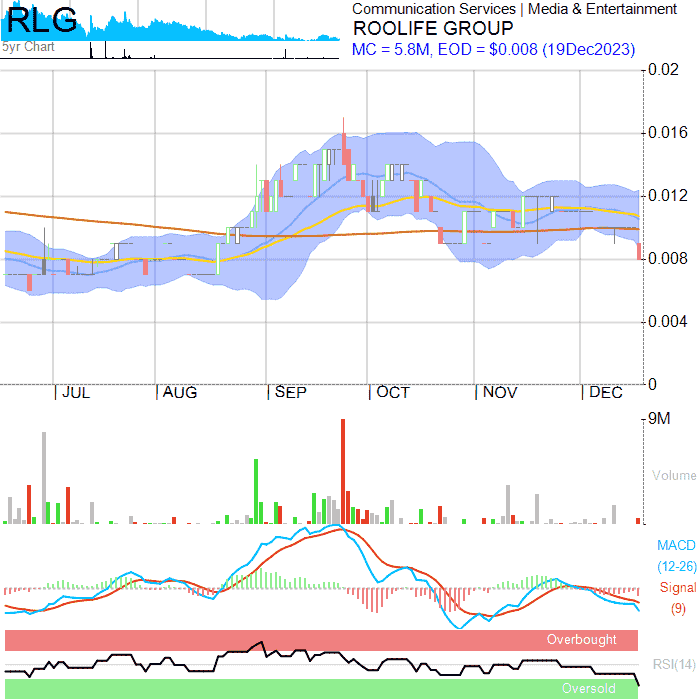 RLG
5yr Chart
Communication Services | Media & Entertainment
ROOLIFE GROUP
MC = 5.8M, EOD = $0.008 (19Dec2023)
0.02
0.016
0.012
0.008
0.004
0
JUL
AUG
SEP
OCT
NOV
DEC
9M
Volume
MACD
(12-26)
Signal
(9)
Overbought
RSI(14)
Oversold